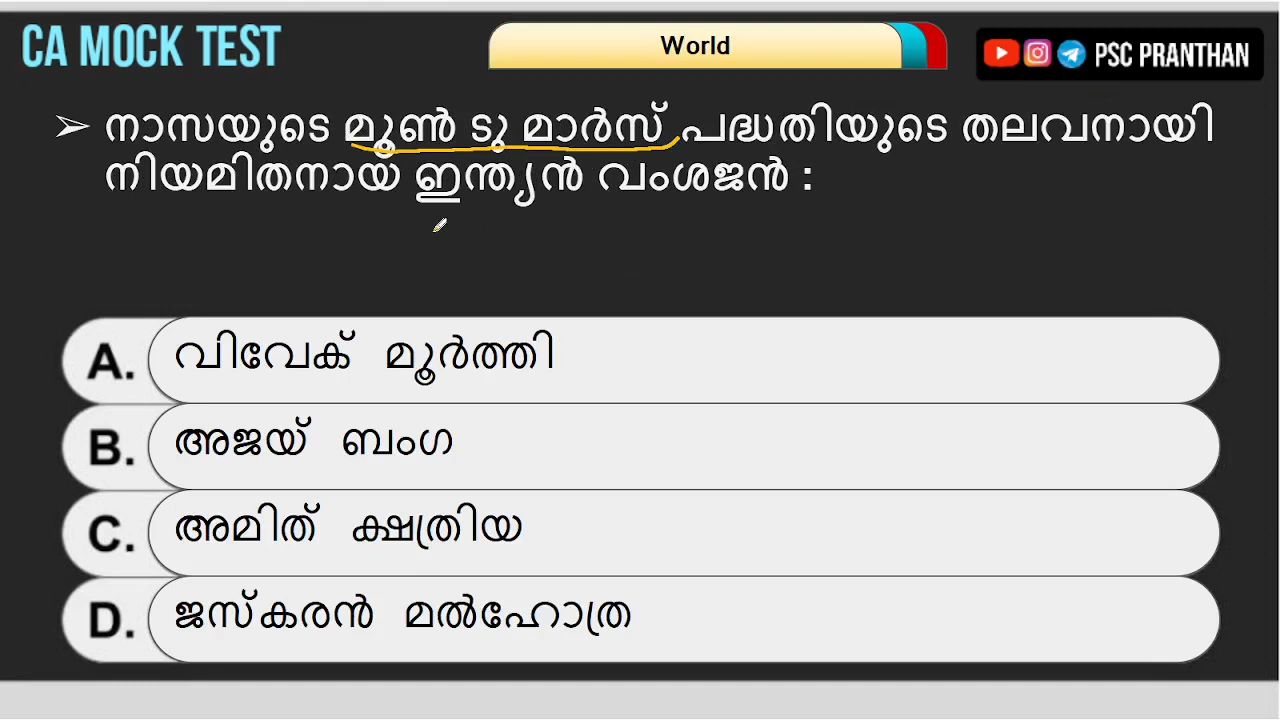 CA MOCK TEST
World
PSC PRANTHAN
➢ നാസയുടെ മൂൺ ടു മാർസ് പദ്ധതിയുടെ തലവനായി
നിയമിതനായ ഇന്ത്യൻ വംശജൻ :
A. വിവേക് മൂർത്തി
B. അജയ് ബംഗ
C. അമിത് ക്ഷത്രിയ
D. ജസ്കരൻ മൽഹോത്ര